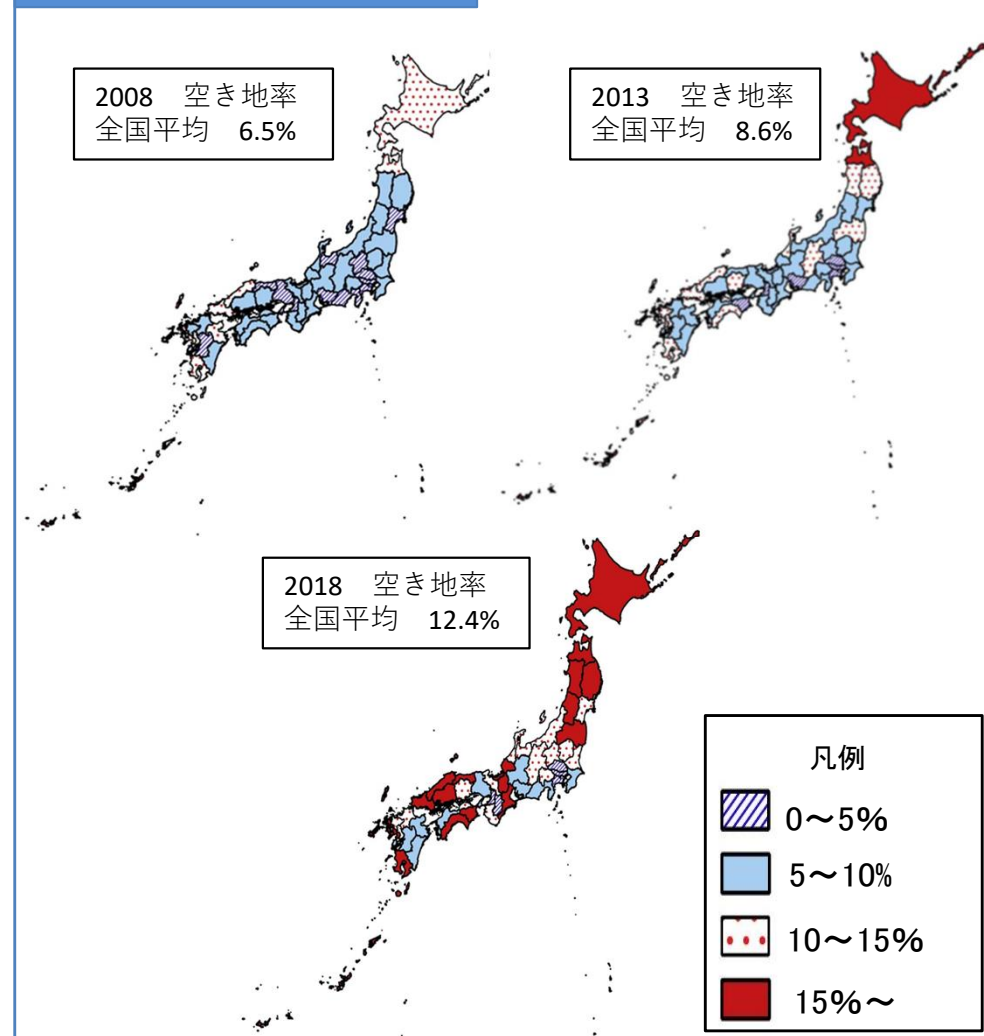 2008　空き地率
全国平均　6.5%
2013　空き地率
全国平均　8.6%
2018　空き地率
全国平均　12.4%
凡例
0～5%
5～10%
10～15%
15%～